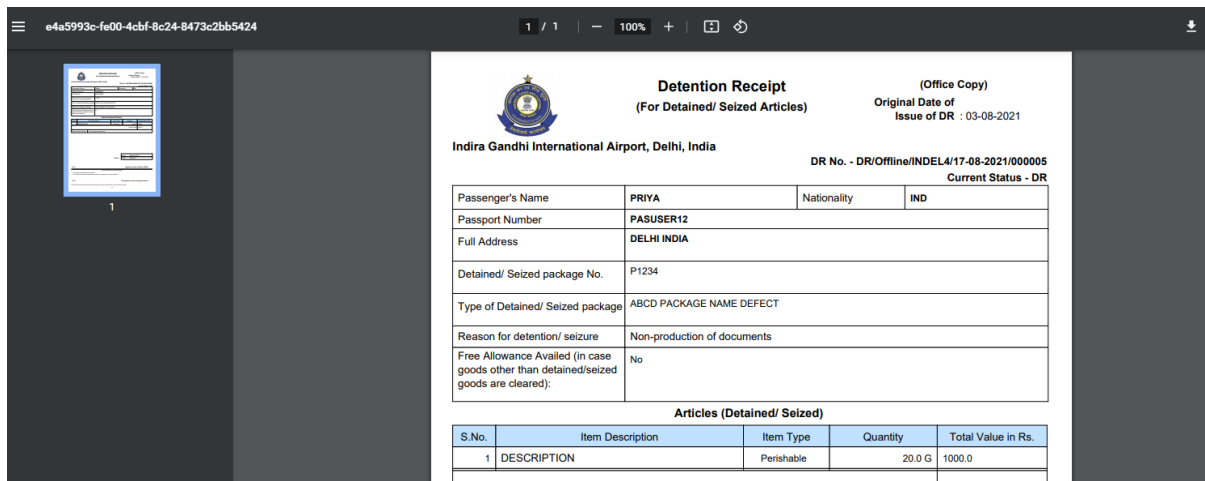 e4a5993c-fe00-4cbf-8c24-8473c2bb5424
1 / 1
100%
1
Detention Receipt
(For Detained/ Seized Articles)
(Office Copy)
Original Date of
Issue of DR : 03-08-2021
Indira Gandhi International Airport, Delhi, India
DR No. - DR/Offline/INDEL4/17-08-2021/000005
Current Status - DR
Passenger's Name PRIYA Nationality IND
Passport Number PASUSER12
Full Address DELHI INDIA
Detained/ Seized package No. P1234
Type of Detained/ Seized package ABCD PACKAGE NAME DEFECT
Reason for detention/ seizure Non-production of documents
Free Allowance Availed (in case No
goods other than detained/seized
goods are cleared):
Articles (Detained/ Seized)
S.No. Item Description Item Type Quantity Total Value in Rs.
1 DESCRIPTION Perishable 20.0 G 1000.0